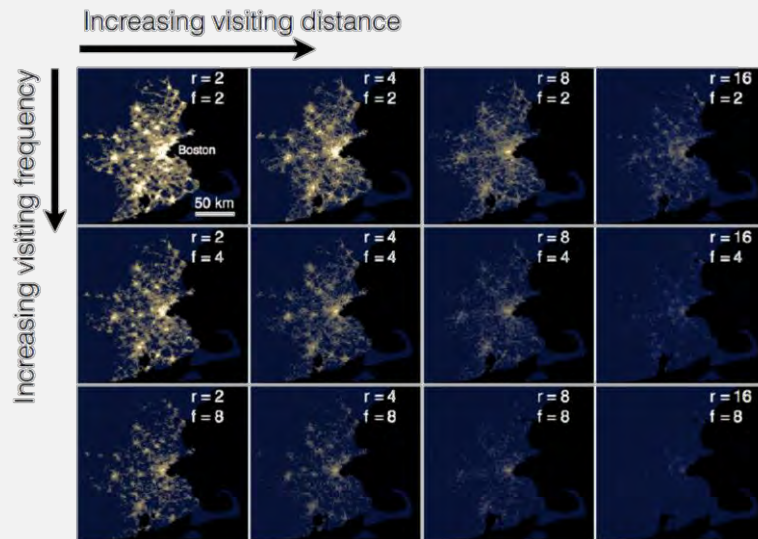 Increasing visiting distance
Increasing visiting frequency
r = 2
f = 2
Boston
50 km
r = 4
f = 2
r = 8
f = 2
r = 16
f = 2
r = 2
f = 4
r = 4
f = 4
r = 8
f = 4
r = 16
f = 4
r = 2
f = 8
r = 4
f = 8
r = 8
f = 8
r = 16
f = 8